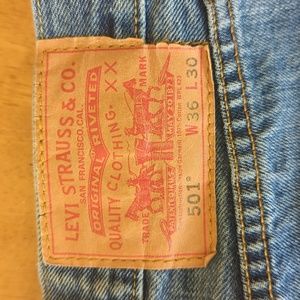 LEVI STRAUSS & CO.
SAN FRANCISCO, CAL.
ORIGINAL RIVETED
QUALITY CLOTHING
XX
TRADE
MARK
501®
W 36 L 30